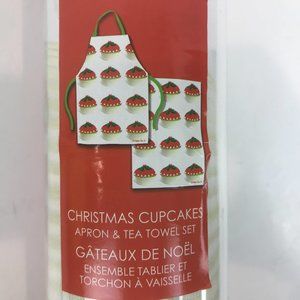 CHRISTMAS CUPCAKES
APRON & TEA TOWEL SET
GÂTEAUX DE NOËL
ENSEMBLE TABLIER ET
TORCHON À VAISSELLE